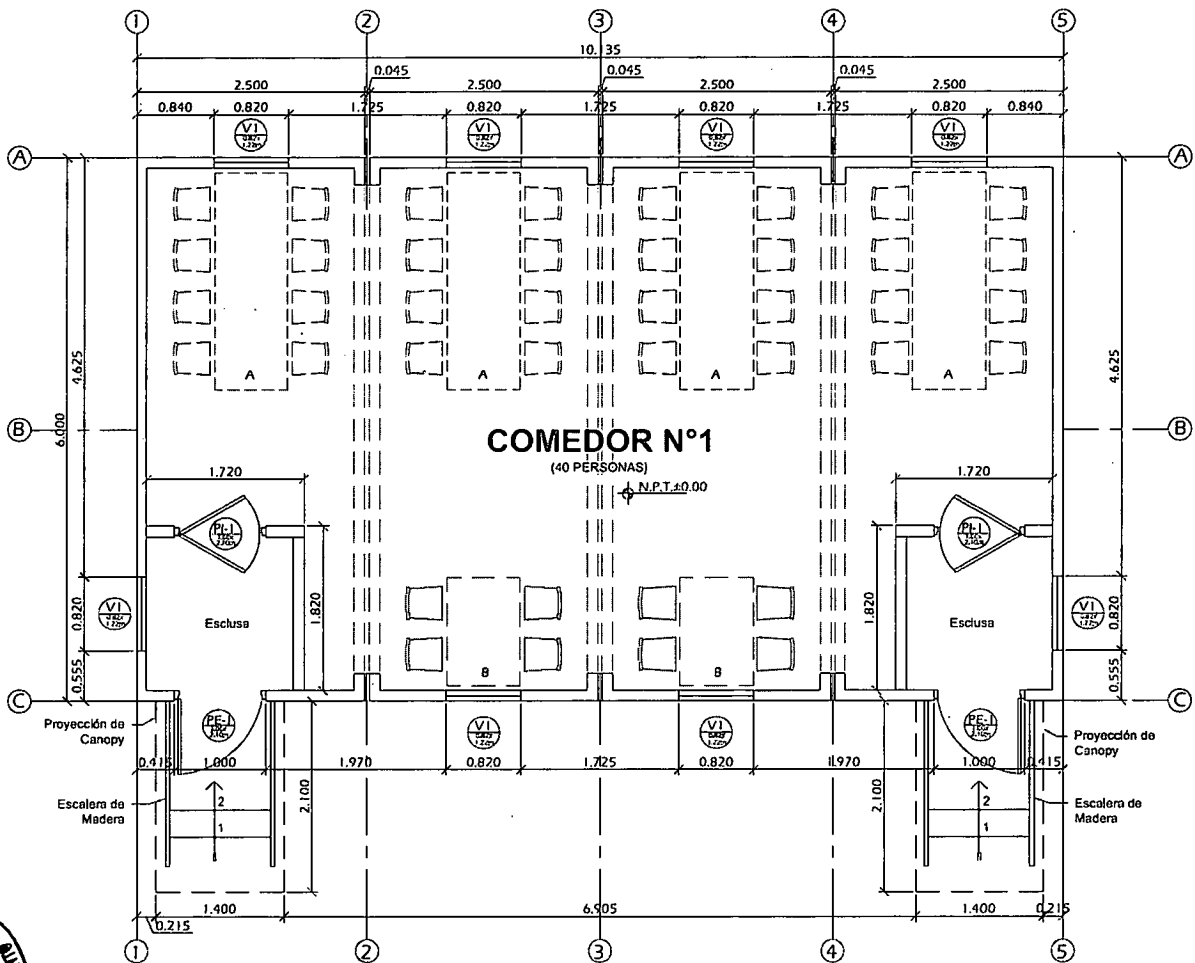 1 2 3 4 5
10.135
0.045 0.045 0.045
2.500 2.500 2.500 2.500
0.840 0.820 1.725 0.820 1.725 0.820 1.725 0.820 0.840
V1 V1 V1 V1
A A
4.625 4.625
6.000
A A A A
B B
COMEDOR N°1
(40 PERSONAS)
N.P.T.±0.00
1.720 1.720
PI-1 PI-1
V1 0.820 Esclusa 1.820 1.820 Esclusa 0.820 V1
0.555 B B 0.555
C C
Proyección de Canopy
PE-1 V1 V1 PE-1
Proyección de Canopy
0.415 1.000 1.970 0.820 1.725 0.820 1.970 1.000 0.415
Escalera de Madera
2 2.100 2.100 2
1 1
Escalera de Madera
0.215 1.400 6.905 1.400 0.215
1 2 3 4 5